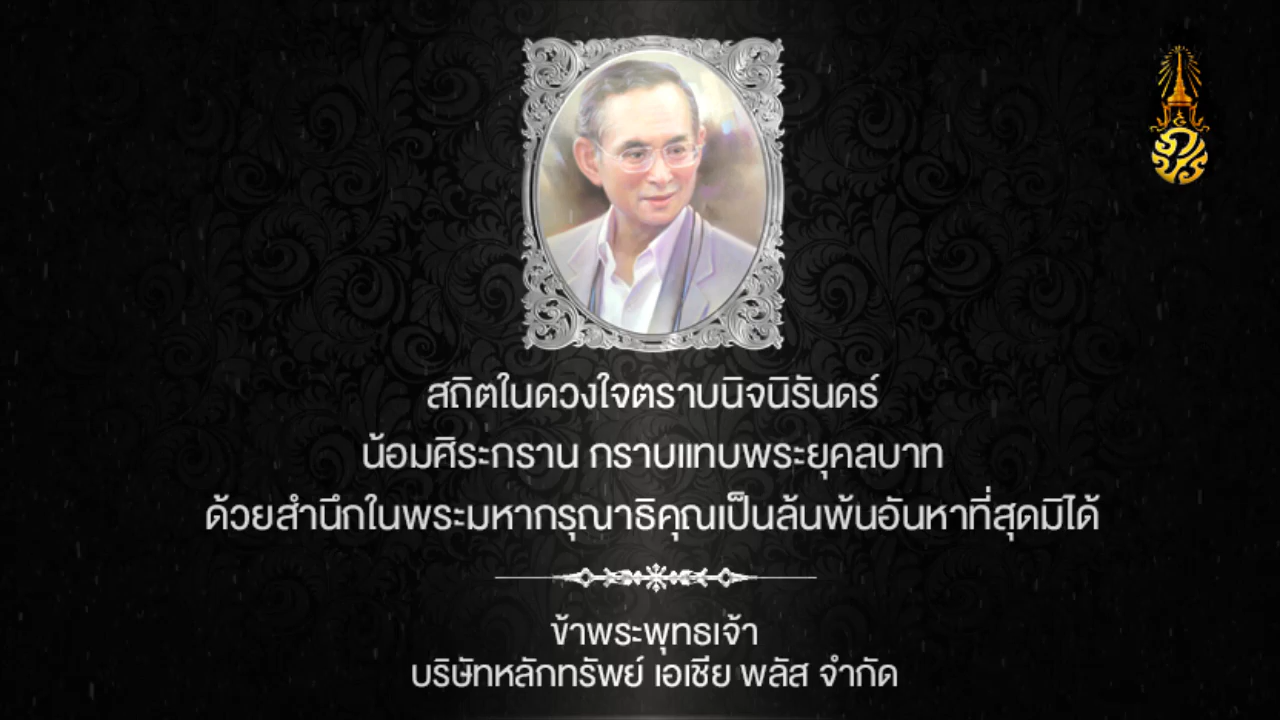 สถิตในดวงใจตราบนิจนิรันดร์
น้อมศิระกราน กราบแทบพระยุคลบาท
ด้วยสำนึกในพระมหากรุณาธิคุณเป็นล้นพ้นอันหาที่สุดมิได้
ข้าพระพุทธเจ้า
บริษัทหลักทรัพย์ เอเซีย พลัส จำกัด